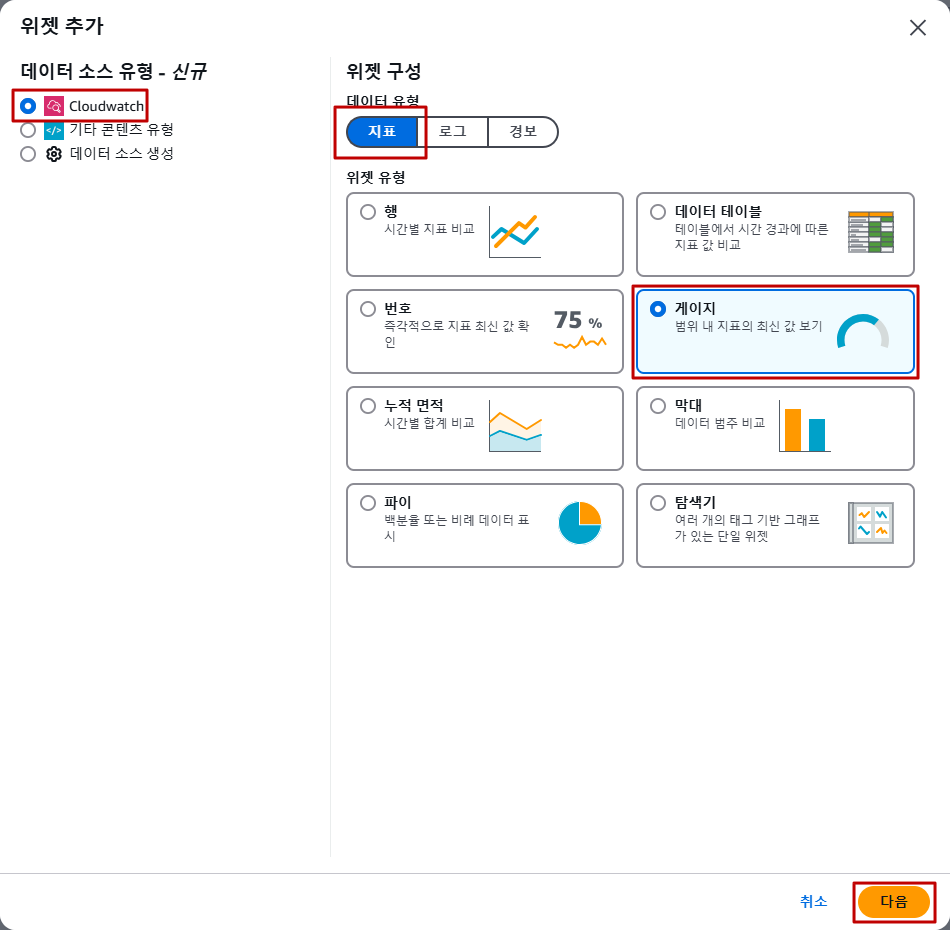 위젯 추가
데이터 소스 유형 - 신규
Cloudwatch
기타 콘텐츠 유형
데이터 소스 생성
위젯 구성
데이터 유형
지표
로그
경보
위젯 유형
행
시간별 지표 비교
데이터 테이블
테이블에서 시간 경과에 따른
지표 값 비교
번호
즉각적으로 지표 최신 값 확
인
75 %
게이지
범위 내 지표의 최신 값 보기
누적 면적
시간별 합계 비교
막대
데이터 범주 비교
파이
백분율 또는 비례 데이터 표
시
탐색기
여러 개의 태그 기반 그래프
가 있는 단일 위젯
취소
다음